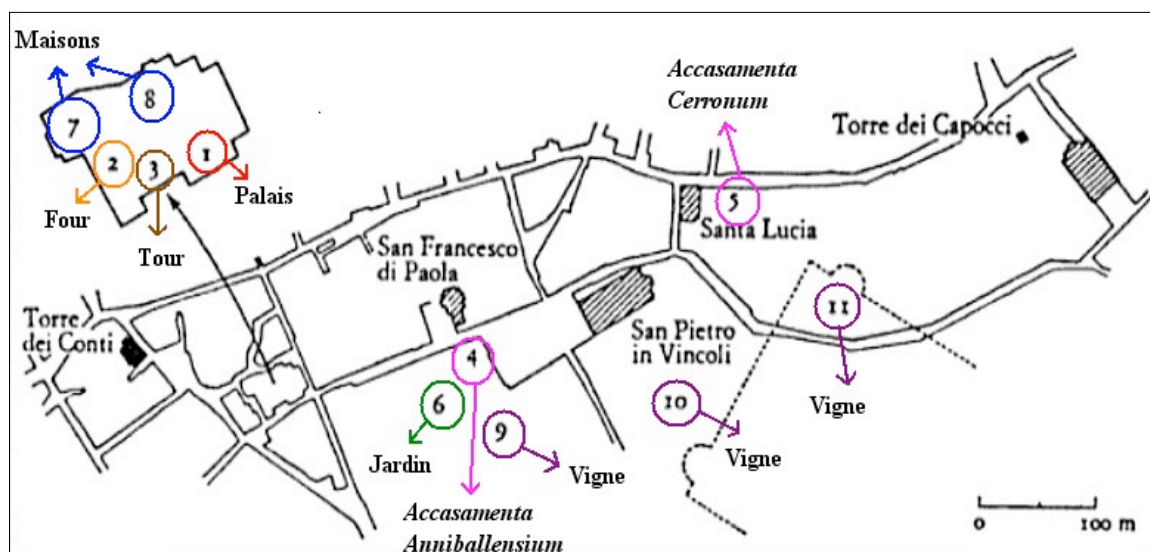 Maisons
8
7
2
3
1
Four
Palais
Tour
Accasamenta
Cerronum
Torre dei Capocci
5
Santa Lucia
San Francesco
di Paola
Torre
dei Conti
San Pietro
in Vincoli
11
4
6
10
9
Vigne
Jardin
Vigne
Vigne
Accasamenta
Anniballensium
0
100 m